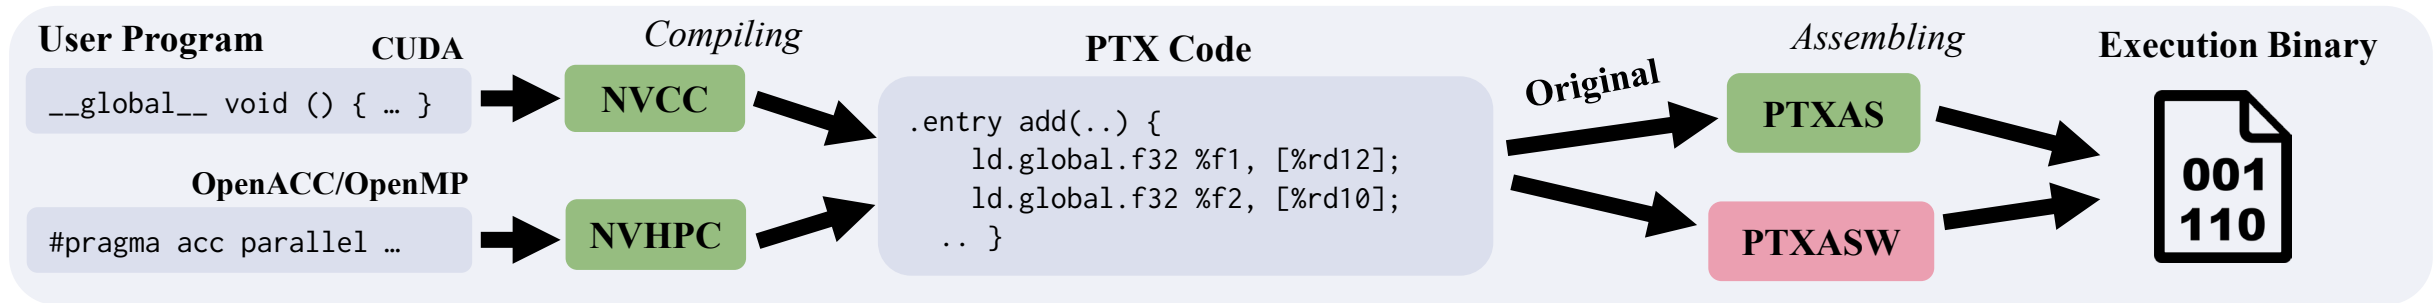 User Program
CUDA
__global__ void () { … }
OpenACC/OpenMP
#pragma acc parallel …
Compiling
NVCC
NVHPC
PTX Code
.entry add(..) {
ld.global.f32 %f1, [%rd12];
ld.global.f32 %f2, [%rd10];
.. }
Original
Assembling
PTXAS
PTXASW
Execution Binary
001
110